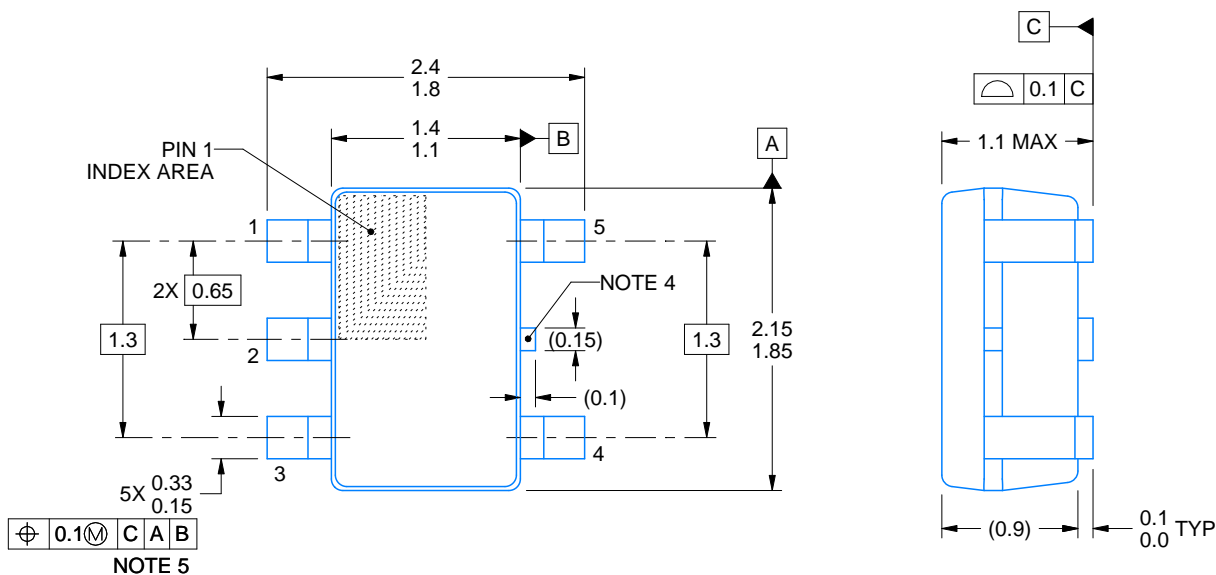 C
2.4
1.8
0.1 C
1.4
1.1
B
A
1.1 MAX
PIN 1
INDEX AREA
1
5
2X 0.65
NOTE 4
1.3
(0.15)
1.3
2.15
1.85
2
(0.1)
3
4
5X 0.33
0.15
0.1 Ⓜ C A B
NOTE 5
(0.9)
0.1
0.0 TYP